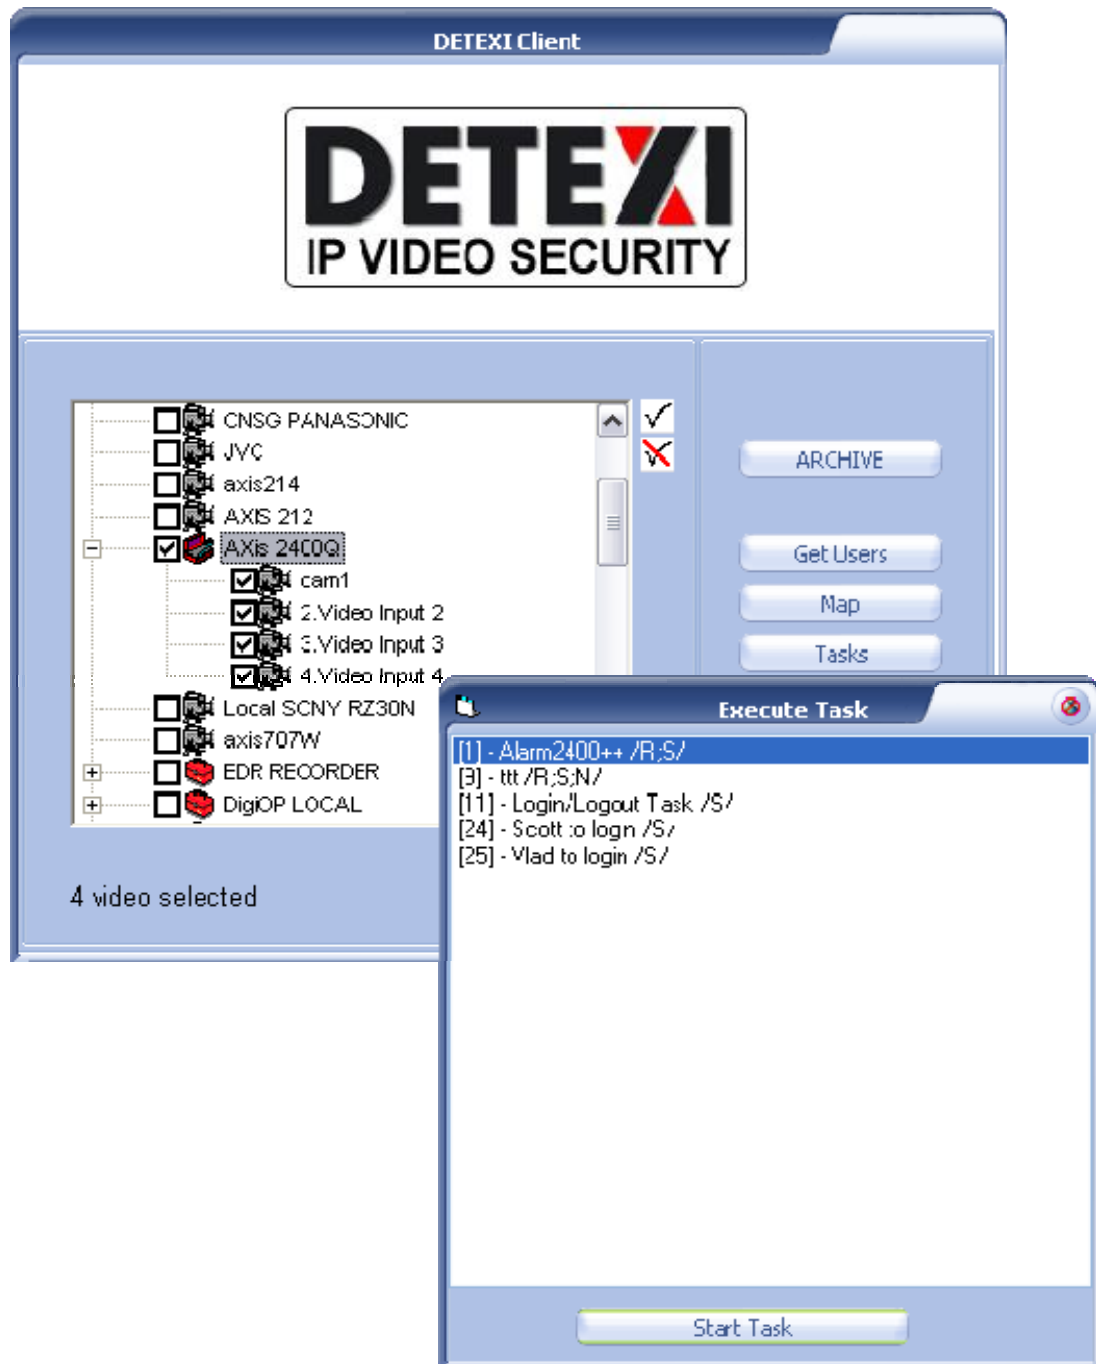 DETEXI Client
DETEXI
IP VIDEO SECURITY
CNSG PANASONIC
JVC
axis214
AXIS 212
AXis 2400Q
cam1
2.Video Input 2
3.Video Input 3
4.Video Input 4
Local SONY RZ30N
axis707W
EDR RECORDER
DigiOP LOCAL
4 video selected
ARCHIVE
Get Users
Map
Tasks
Execute Task
[1] - Alarm2400++ /R;S/
[9] - ttt /R;S;N/
[11] - Login/Logout Task /S/
[24] - Scott to login /S/
[25] - Vlad to login /S/
Start Task